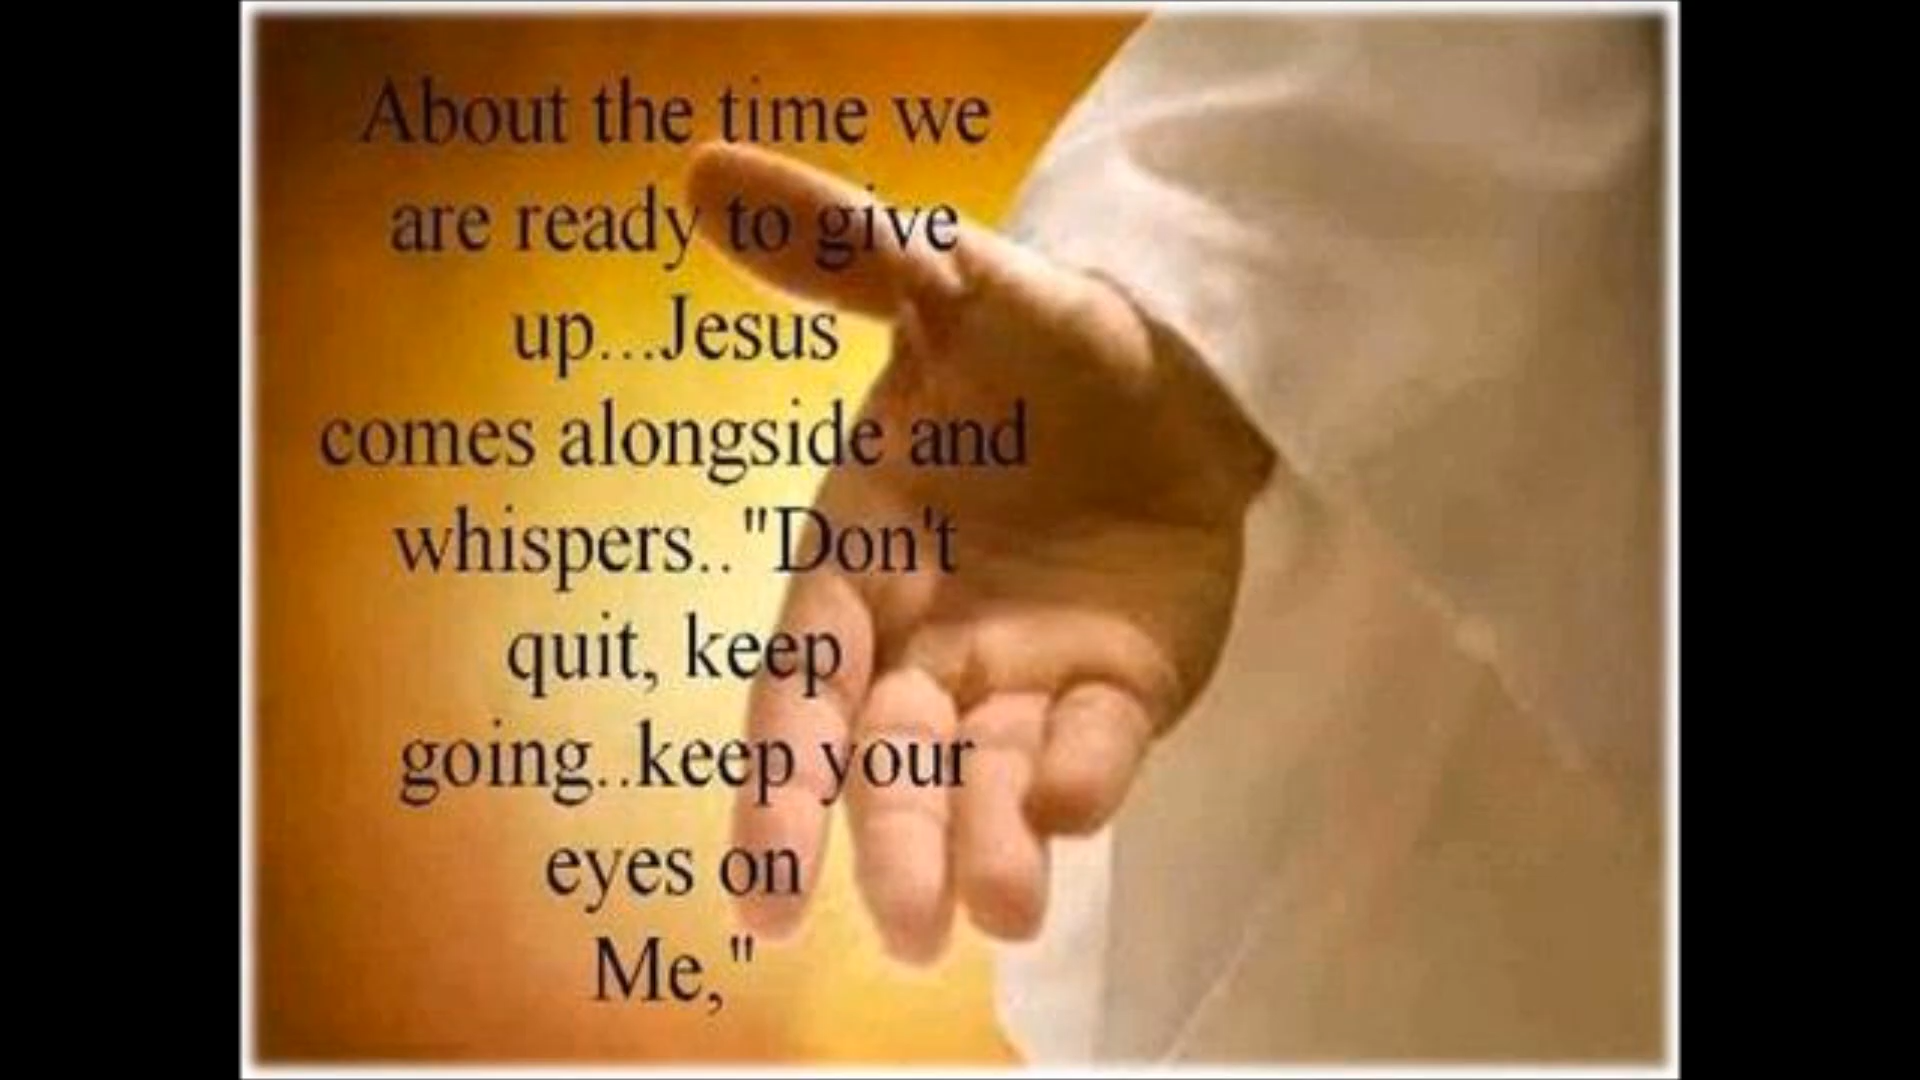 About the time we
are ready to give
up...Jesus
comes alongside and
whispers.. "Don't
quit, keep
going..keep your
eyes on
Me,"